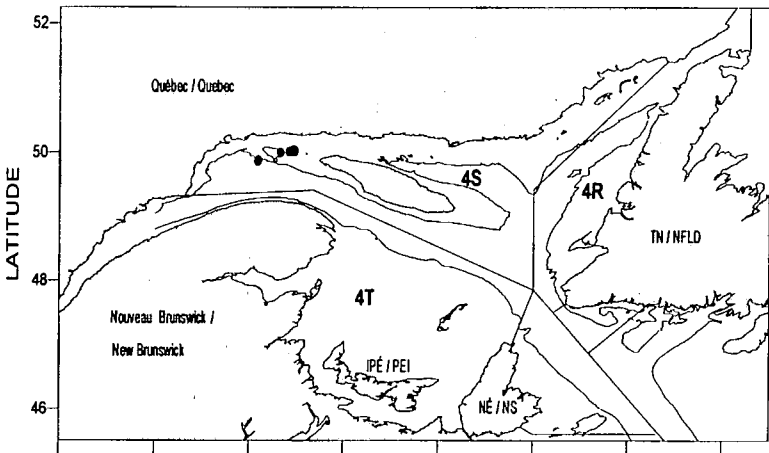 52
Québec / Quebec
50
LATITUDE
4S
4R
TN / NFLD
48
4T
Nouveau Brunswick /
New Brunswick
IPÉ / PEI
46
NÉ / NS